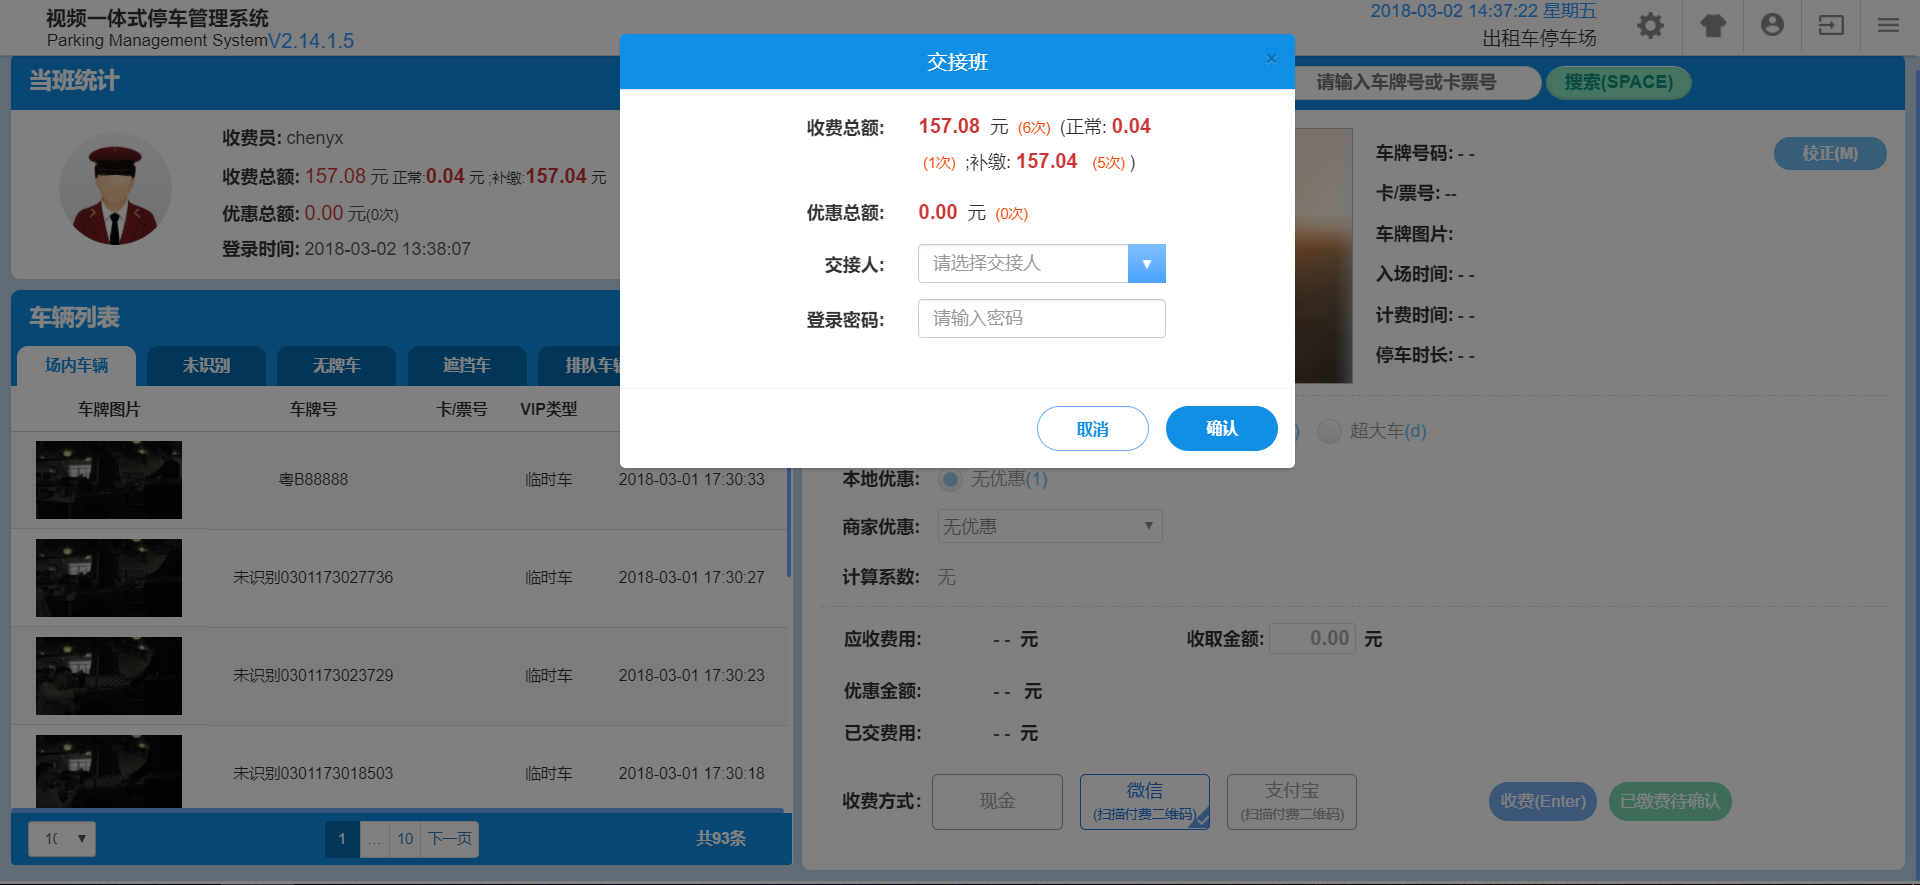 视频一体式停车管理系统
Parking Management SystemV2.14.1.5
2018-03-02 14:37:22 星期五
出租车停车场
当班统计
收费员: chenyx
收费总额: 157.08 元 正常:0.04 元 ;补缴:157.04 元
优惠总额: 0.00 元(0次)
登录时间: 2018-03-02 13:38:07
交接班
×
收费总额: 157.08 元 (6次) (正常: 0.04
(1次) ;补缴: 157.04 (5次) )
优惠总额: 0.00 元 (0次)
交接人: 请选择交接人
登录密码: 请输入密码
取消 确认
请输入车牌号或卡票号 搜索(SPACE)
车牌号码: - - 校正(M)
卡/票号: --
车牌图片:
入场时间: - -
计费时间: - -
停车时长: - -
车辆列表
场内车辆 未识别 无牌车 遮挡车 排队车辆
车牌图片 车牌号 卡/票号 VIP类型
粤B88888 临时车 2018-03-01 17:30:33
未识别0301173027736 临时车 2018-03-01 17:30:27
未识别0301173023729 临时车 2018-03-01 17:30:23
未识别0301173018503 临时车 2018-03-01 17:30:18
10 1 ... 10 下一页 共93条
) 超大车(d)
本地优惠: 无优惠(1)
商家优惠: 无优惠
计算系数: 无
应收费用: - - 元 收取金额: 0.00 元
优惠金额: - - 元
已交费用: - - 元
收费方式: 现金 微信 (扫描付费二维码) 支付宝 (扫描付费二维码) 收费(Enter) 已缴费待确认